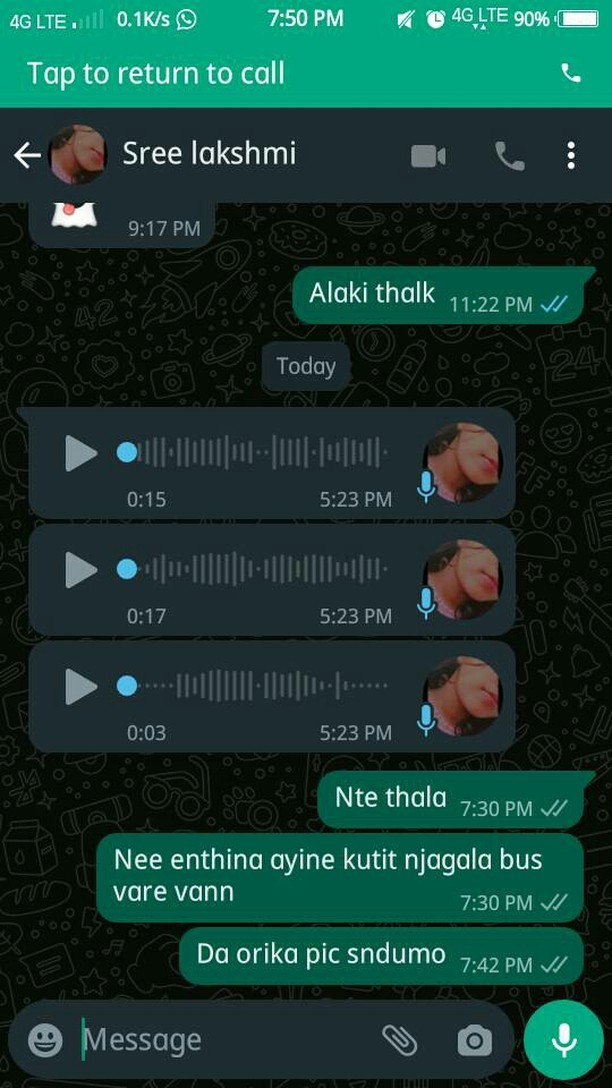 4G LTE 0.1K/s 7:50 PM 4G LTE 90%
Tap to return to call
Sree lakshmi
9:17 PM
Alaki thalk 11:22 PM
Today
0:15 5:23 PM
0:17 5:23 PM
0:03 5:23 PM
Nte thala 7:30 PM
Nee enthina ayine kutit njagala bus
vare vann 7:30 PM
Da orika pic sndumo 7:42 PM
Message